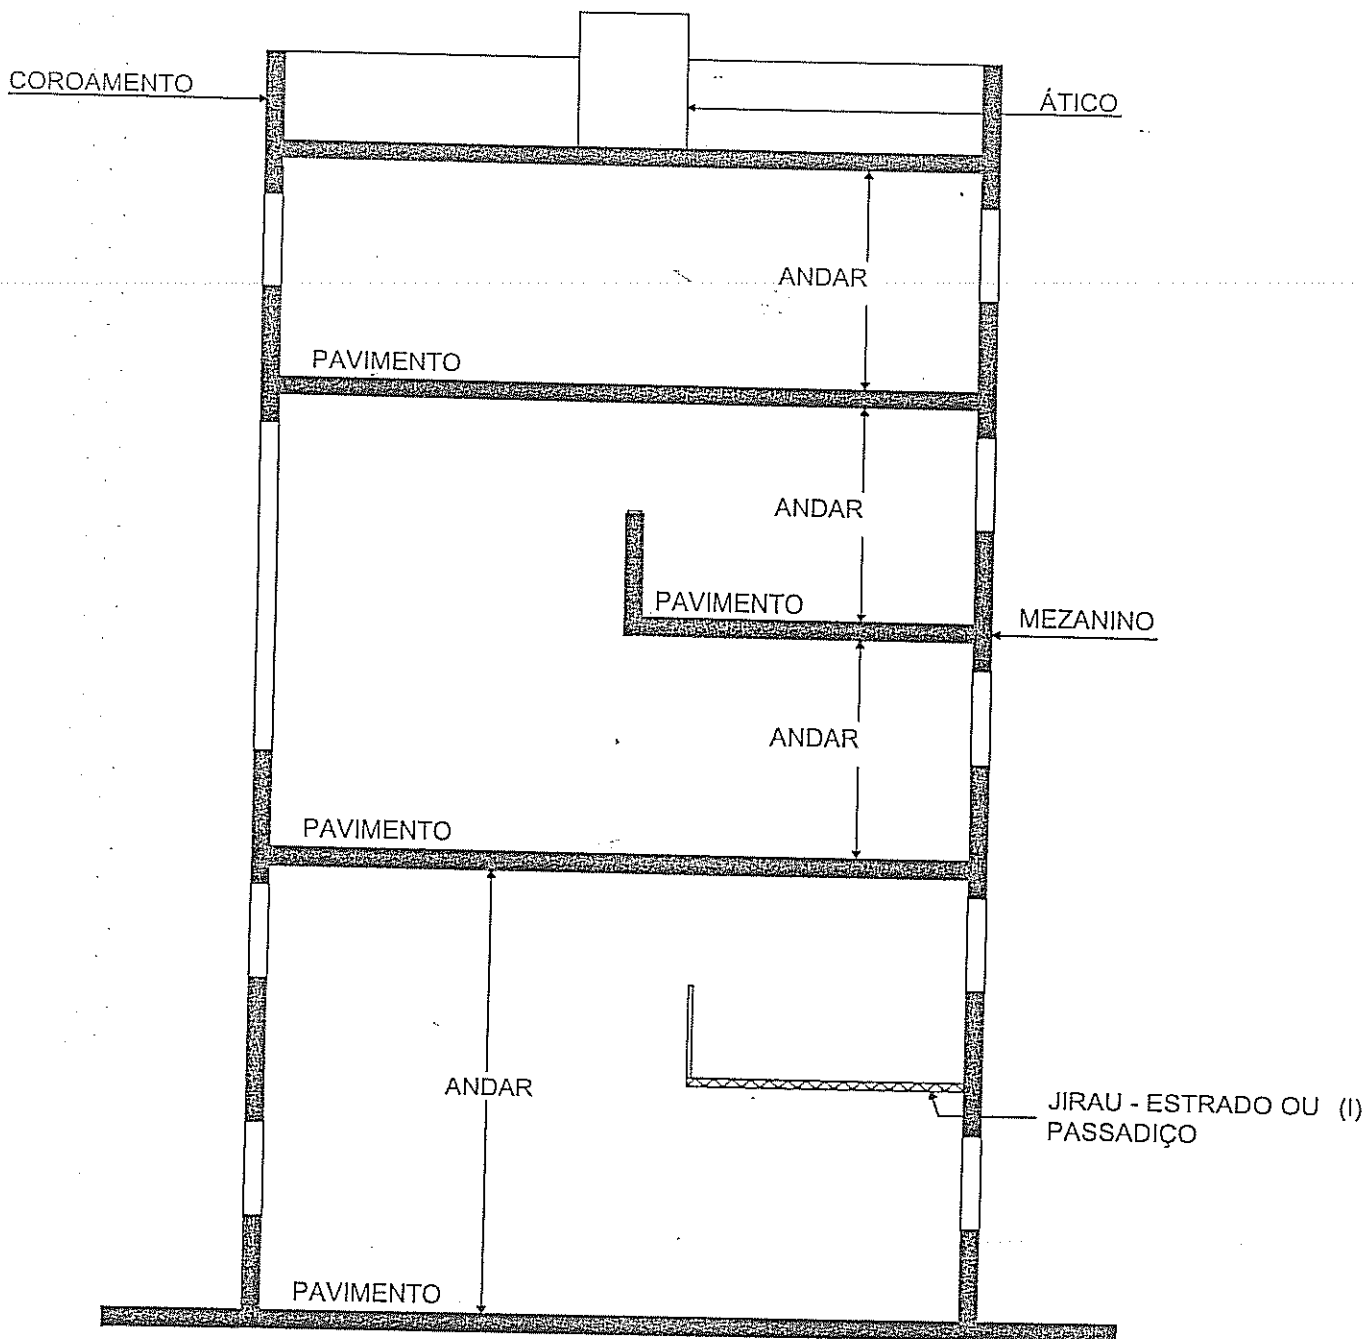 COROAMENTO
ÁTICO
ANDAR
PAVIMENTO
ANDAR
PAVIMENTO
MEZANINO
ANDAR
PAVIMENTO
ANDAR
JIRAU - ESTRADO OU (I)
PASSADIÇO
PAVIMENTO